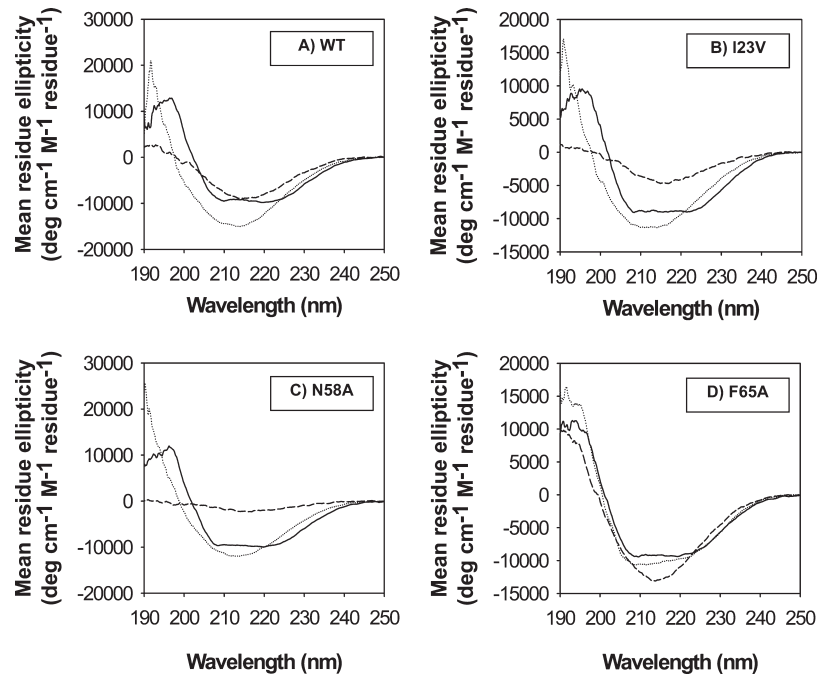 Mean residue ellipticity
(deg cm-1 M-1 residue-1)
30000
20000
10000
0
-10000
-20000
A) WT
190 200 210 220 230 240 250
Wavelength (nm)
Mean residue ellipticity
(deg cm-1 M-1 residue-1)
20000
15000
10000
5000
0
-5000
-10000
-15000
B) I23V
190 200 210 220 230 240 250
Wavelength (nm)
Mean residue ellipticity
(deg cm-1 M-1 residue-1)
30000
20000
10000
0
-10000
-20000
C) N58A
190 200 210 220 230 240 250
Wavelength (nm)
Mean residue ellipticity
(deg cm-1 M-1 residue-1)
20000
15000
10000
5000
0
-5000
-10000
-15000
D) F65A
190 200 210 220 230 240 250
Wavelength (nm)